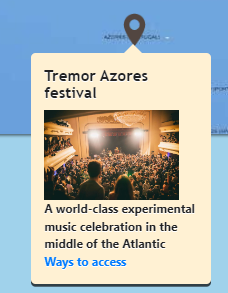 Tremor Azores
festival
A world-class experimental
music celebration in the
middle of the Atlantic
Ways to access